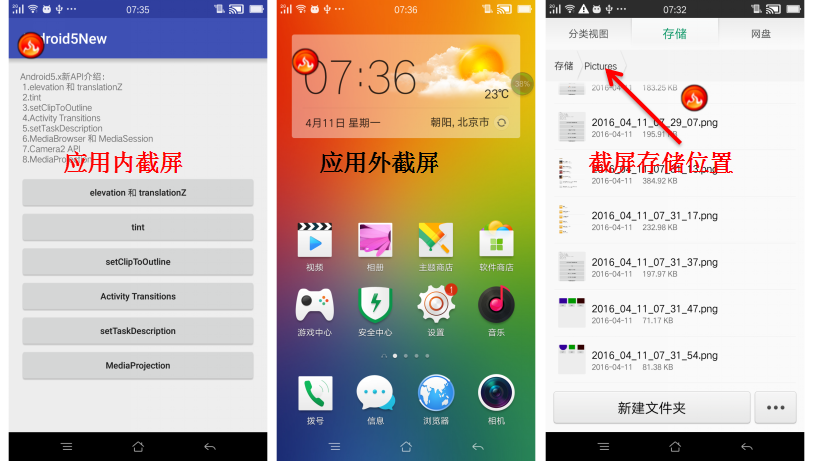 07:35
ndroid5New
Android5.x新API介绍:
1.elevation 和 translationZ
2.tint
3.setClipToOutline
4.Activity Transitions
5.setTaskDescription
6.MediaBrowser 和 MediaSession
7.Camera2 API
8.MediaProjection
应用内截屏
elevation 和 translationZ
tint
setClipToOutline
Activity Transitions
setTaskDescription
MediaProjection
07:36
07:36
23℃
38%
4月11日 星期一
朝阳, 北京市
应用外截屏
视频
相册
主题商店
软件商店
1
游戏中心
安全中心
设置
音乐
拨号
信息
浏览器
相机
07:32
分类视图
存储
网盘
存储
Pictures
2016-04-11 183.25 KB
2016_04_11_07_29_07.png
2016-04-11 195.91 KB
截屏存储位置
2016-04-11 384.92 KB
2016_04_11_07_31_17.png
2016-04-11 232.98 KB
2016_04_11_07_31_37.png
2016-04-11 197.97 KB
2016_04_11_07_31_47.png
2016-04-11 71.17 KB
2016_04_11_07_31_54.png
2016-04-11 81.38 KB
新建文件夹